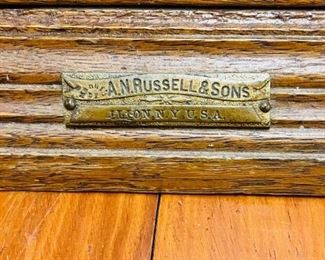 A.N. RUSSELL & SONS
ILION N Y U.S.A